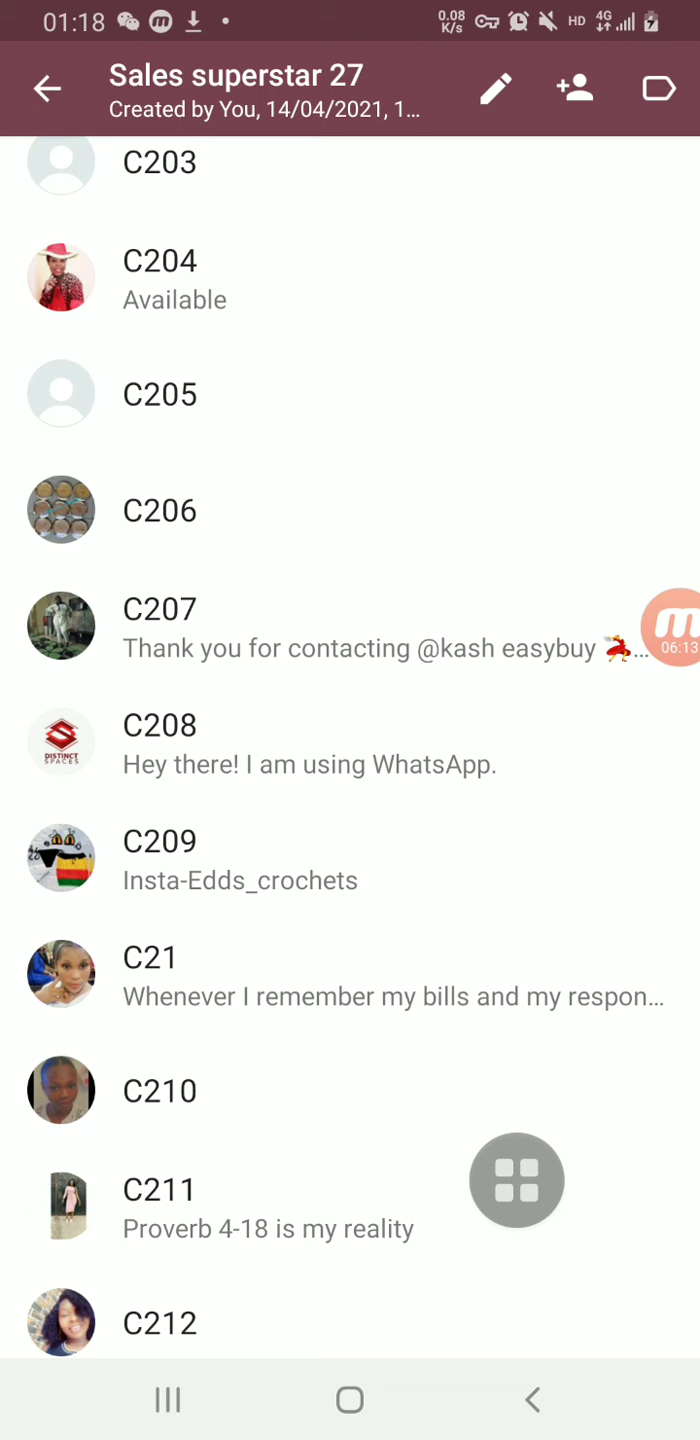 01:18
0.08 K/s HD 4G
Sales superstar 27
Created by You, 14/04/2021, 1...
C203
C204
Available
C205
C206
C207
Thank you for contacting @kash easybuy 💃...
06:13
C208
DISTINCT
SPACES
Hey there! I am using WhatsApp.
C209
Insta-Edds_crochets
C21
Whenever I remember my bills and my respon...
C210
C211
Proverb 4-18 is my reality
C212